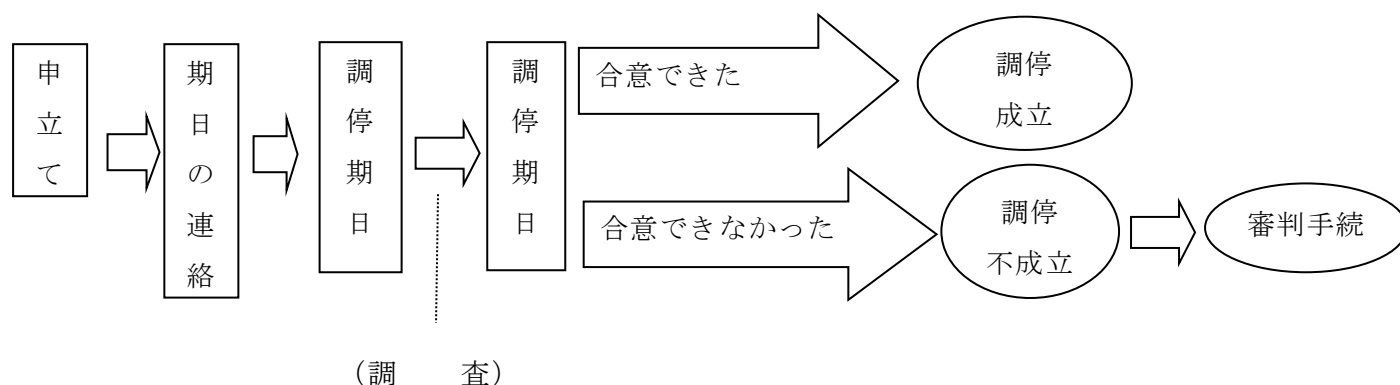 申立て
期日の連絡
調停期日
調停期日
合意できた
調停
成立
合意できなかった
調停
不成立
審判手続
（調　　査）